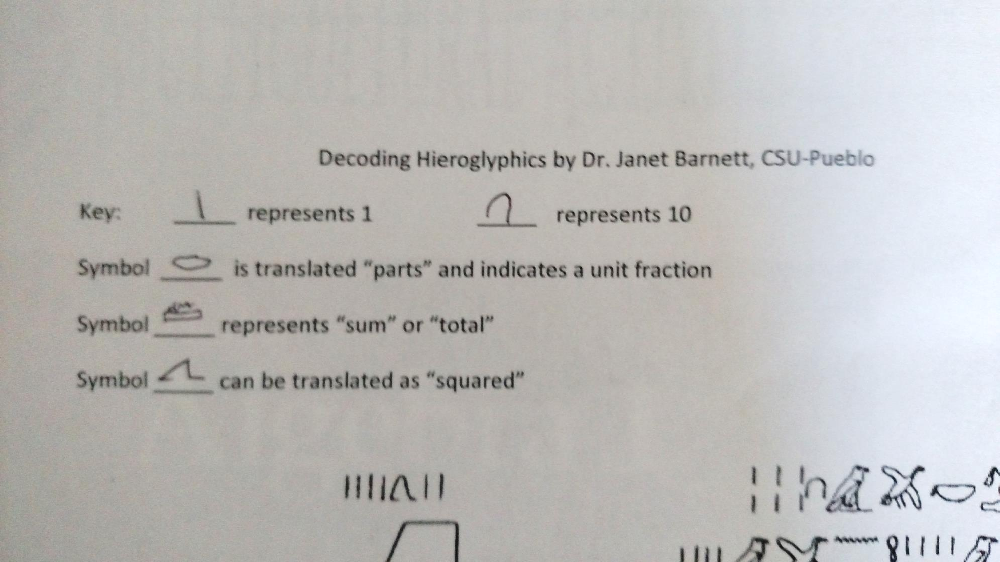 Decoding Hieroglyphics by Dr. Janet Barnett, CSU-Pueblo
Key: represents 1 represents 10
Symbol is translated “parts” and indicates a unit fraction
Symbol represents “sum” or “total”
Symbol can be translated as “squared”